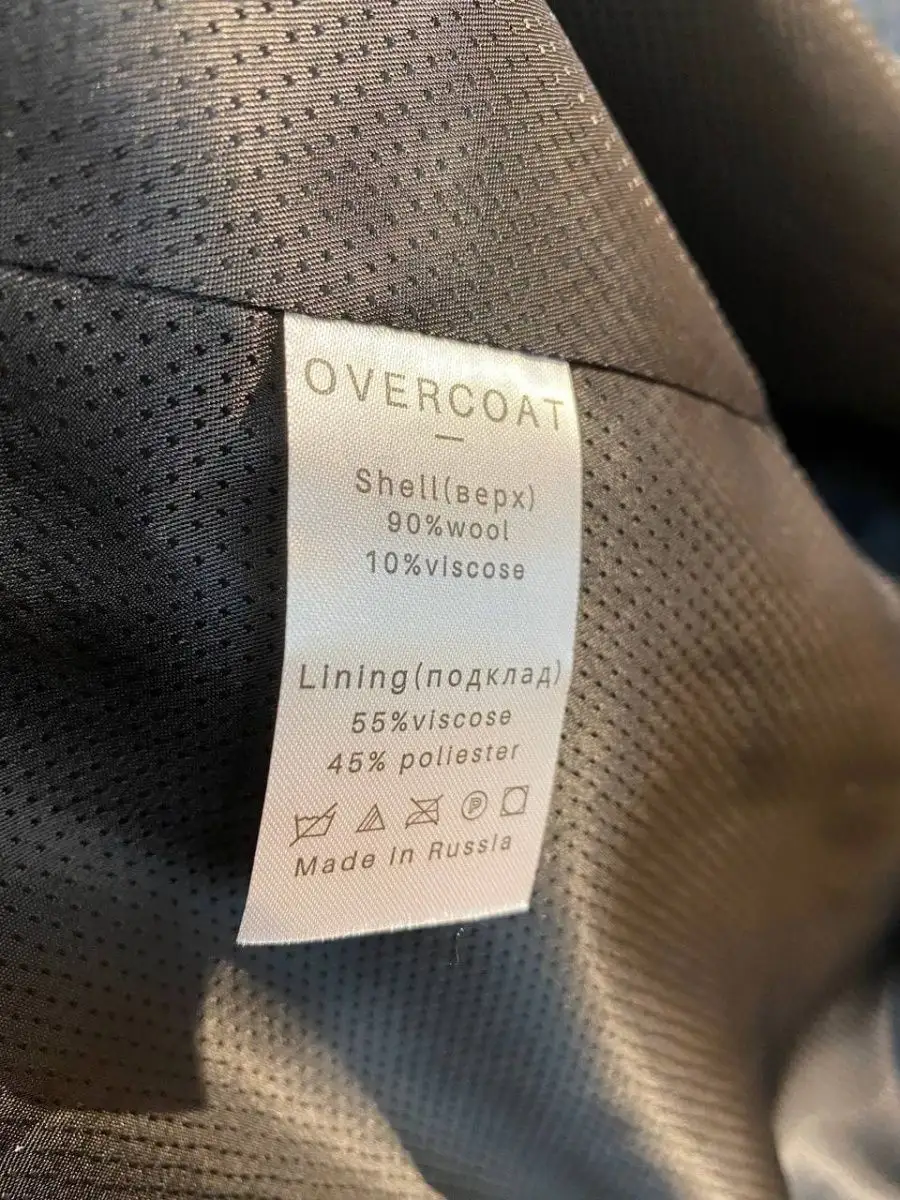 OVERCOAT
—
Shell(верх)
90%wool
10%viscose
Lining(подклад)
55%viscose
45% poliester
P
Made in Russia